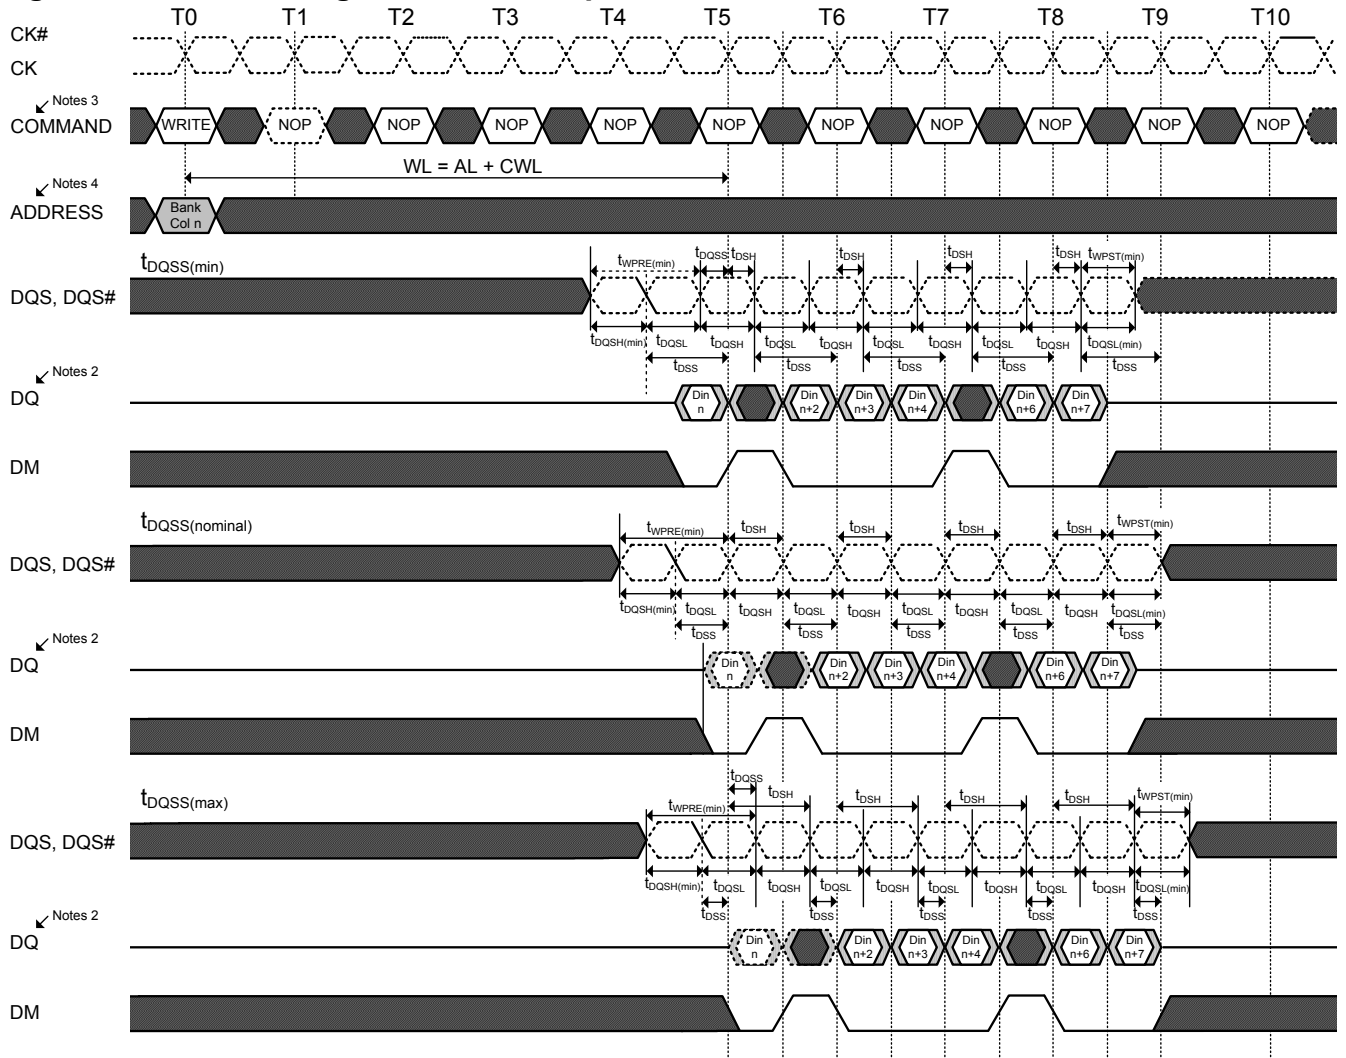 T0 T1 T2 T3 T4 T5 T6 T7 T8 T9 T10
CK#
CK
Notes 3
COMMAND WRITE NOP NOP NOP NOP NOP NOP NOP NOP NOP NOP
WL = AL + CWL
Notes 4
ADDRESS
Bank
Col n
tDQSS(min)
tWPRE(min) tDQSS tDSH tDSH tDSH tDSH tWPST(min)
DQS, DQS#
tDQSH(min) tDQSL tDQSH tDQSL tDQSH tDQSL tDQSH tDQSL tDQSH tDQSL(min)
tDSS tDSS tDSS tDSS tDSS
Notes 2
DQ
Din Din Din Din Din Din
n n+2 n+3 n+4 n+6 n+7
DM
tDQSS(nominal)
tWPRE(min) tDSH tDSH tDSH tDSH tWPST(min)
DQS, DQS#
tDQSH(min) tDQSL tDQSH tDQSL tDQSH tDQSL tDQSH tDQSL tDQSH tDQSL(min)
tDSS tDSS tDSS tDSS tDSS
Notes 2
DQ
Din Din Din Din Din Din
n n+2 n+3 n+4 n+6 n+7
DM
tDQSS
tDQSS(max)
tWPRE(min) tDSH tDSH tDSH tDSH tWPST(min)
DQS, DQS#
tDQSH(min) tDQSL tDQSH tDQSL tDQSH tDQSL tDQSH tDQSL tDQSH tDQSL(min)
tDSS tDSS tDSS tDSS tDSS
Notes 2
DQ
Din Din Din Din Din Din
n n+2 n+3 n+4 n+6 n+7
DM